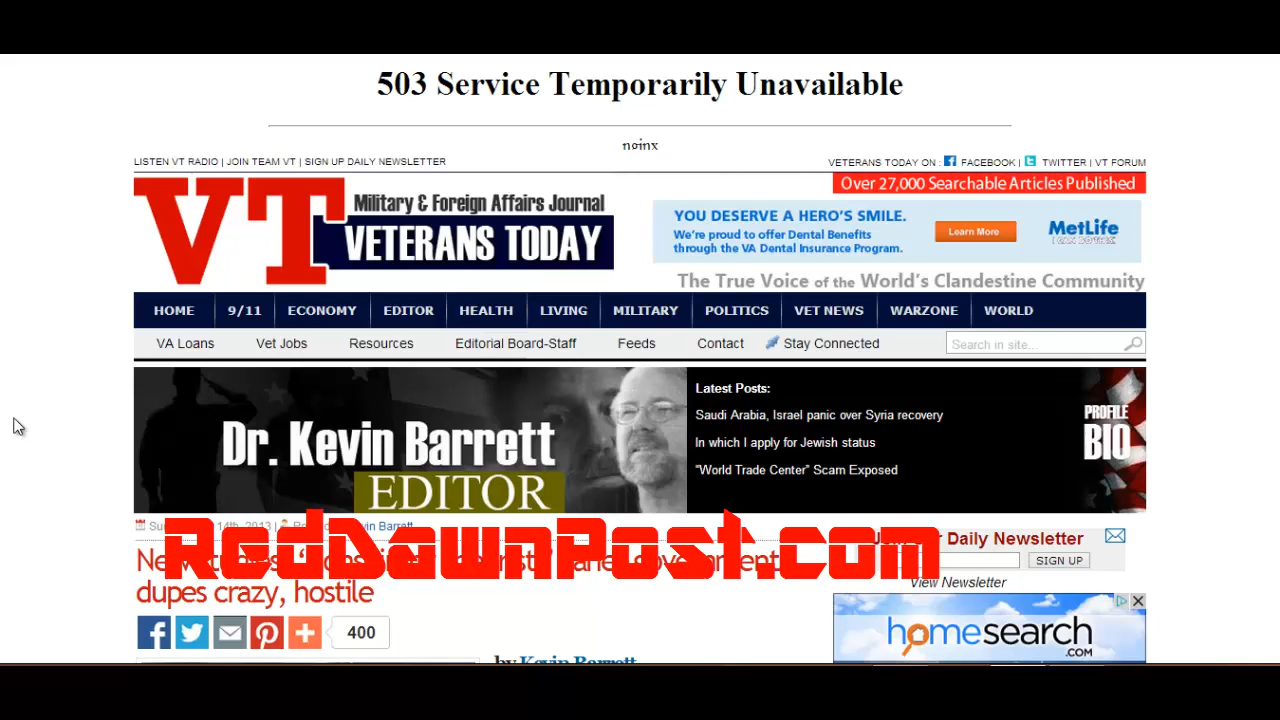 503 Service Temporarily Unavailable
nginx
LISTEN VT RADIO | JOIN TEAM VT | SIGN UP DAILY NEWSLETTER
VETERANS TODAY ON : FACEBOOK | TWITTER | VT FORUM
Over 27,000 Searchable Articles Published
VT Military & Foreign Affairs Journal
VETERANS TODAY
YOU DESERVE A HERO'S SMILE.
We're proud to offer Dental Benefits
through the VA Dental Insurance Program.
Learn More
MetLife
The True Voice of the World's Clandestine Community
HOME 9/11 ECONOMY EDITOR HEALTH LIVING MILITARY POLITICS VET NEWS WARZONE WORLD
VA Loans Vet Jobs Resources Editorial Board-Staff Feeds Contact Stay Connected Search in site...
Dr. Kevin Barrett
EDITOR
Latest Posts:
Saudi Arabia, Israel panic over Syria recovery
In which I apply for Jewish status
"World Trade Center" Scam Exposed
PROFILE
BIO
14th, 2013 | Barrett
RedDawnPost.com
dupes crazy, hostile
400
by Kevin Barrett
Daily Newsletter
SIGN UP
View Newsletter
homesearch
.COM